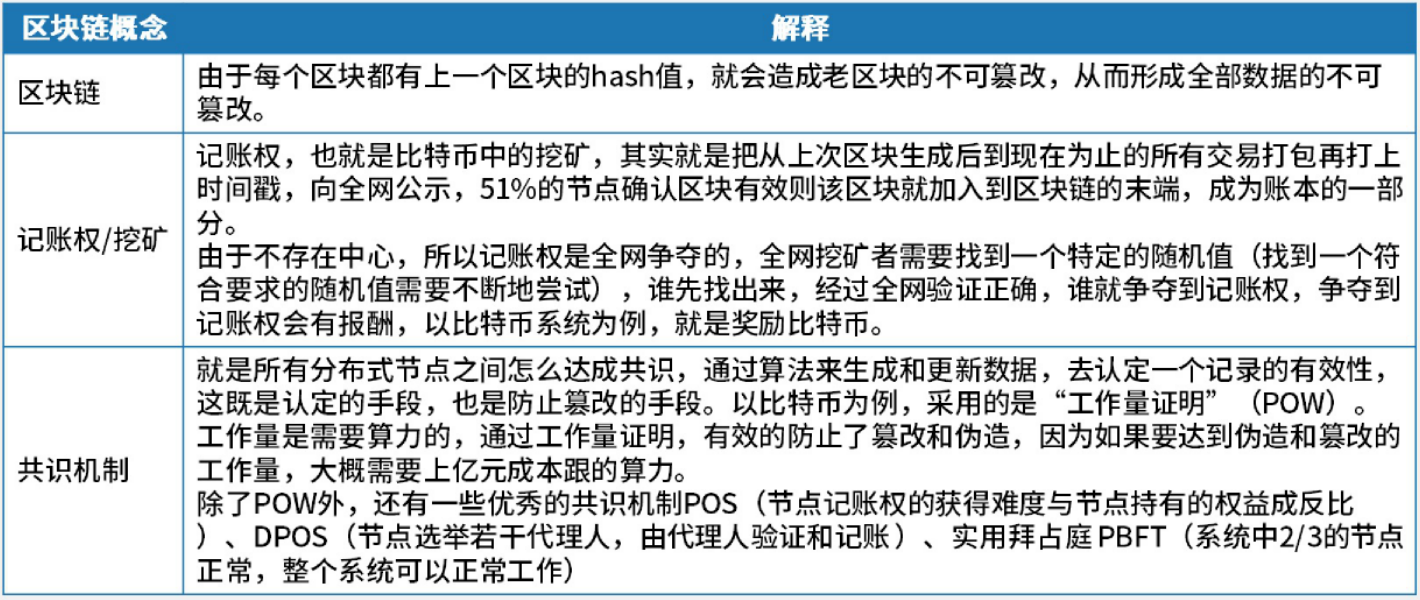 区块链概念
解释
区块链
由于每个区块都有上一个区块的hash值，就会造成老区块的不可篡改，从而形成全部数据的不可
篡改。
记账权/挖矿
记账权，也就是比特币中的挖矿，其实就是把从上次区块生成后到现在为止的所有交易打包再打上
时间戳，向全网公示，51%的节点确认区块有效则该区块就加入到区块链的末端，成为账本的一部
分。
由于不存在中心，所以记账权是全网争夺的，全网挖矿者需要找到一个特定的随机值（找到一个符
合要求的随机值需要不断地尝试），谁先找出来，经过全网验证正确，谁就争夺到记账权，争夺到
记账权会有报酬，以比特币系统为例，就是奖励比特币。
共识机制
就是所有分布式节点之间怎么达成共识，通过算法来生成和更新数据，去认定一个记录的有效性，
这既是认定的手段，也是防止篡改的手段。以比特币为例，采用的是“工作量证明”（POW）。
工作量是需要算力的，通过工作量证明，有效的防止了篡改和伪造，因为如果要达到伪造和篡改的
工作量，大概需要上亿元成本跟的算力。
除了POW外，还有一些优秀的共识机制POS（节点记账权的获得难度与节点持有的权益成反比
）、DPOS（节点选举若干代理人，由代理人验证和记账）、实用拜占庭PBFT（系统中2/3的节点
正常，整个系统可以正常工作）